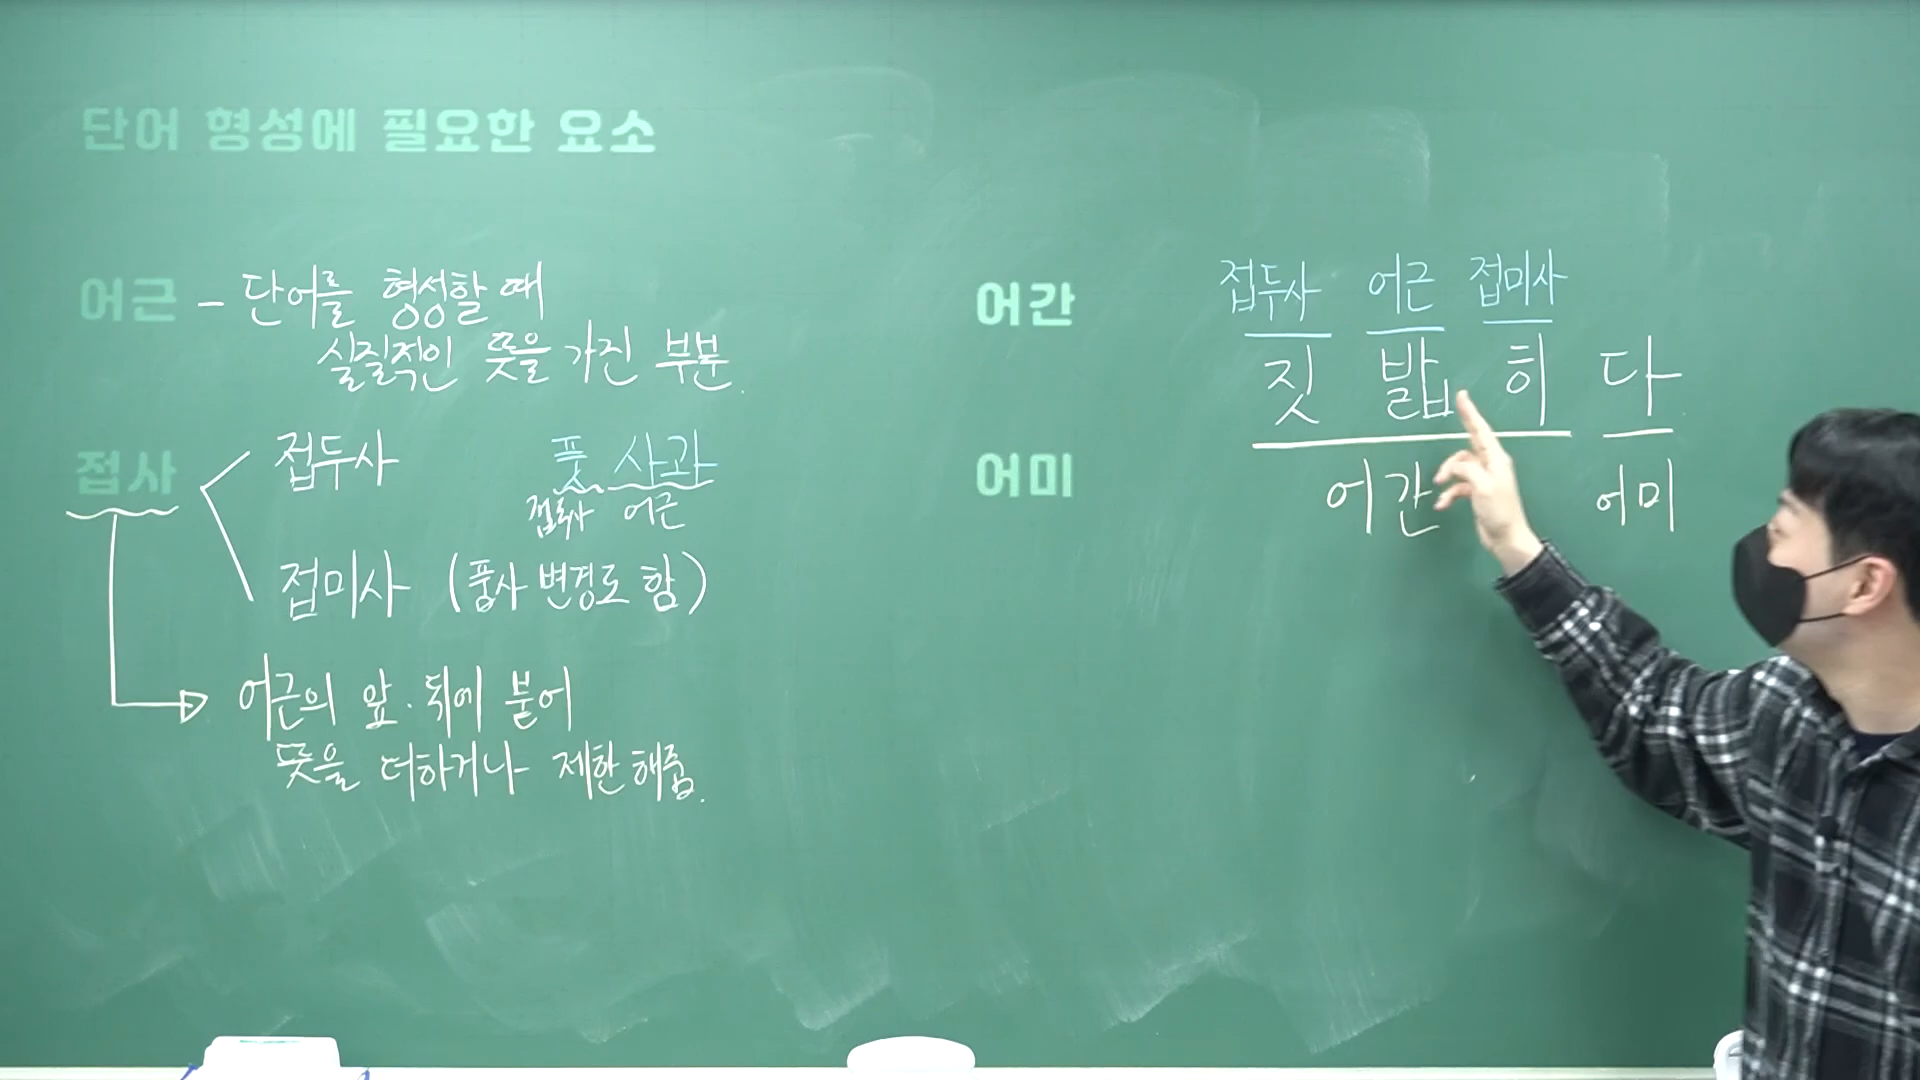 단어 형성에 필요한 요소
어근 - 단어를 형성할 때
실질적인 뜻을 가진 부분.
접사
접두사
풋 사과
접두사 어근
접미사 (품사 변경도 함)
어근의 앞·뒤에 붙어
뜻을 더하거나 제한해줌.
어간
접두사 어근 접미사
짓 밟 히 다
어미
어간 어미